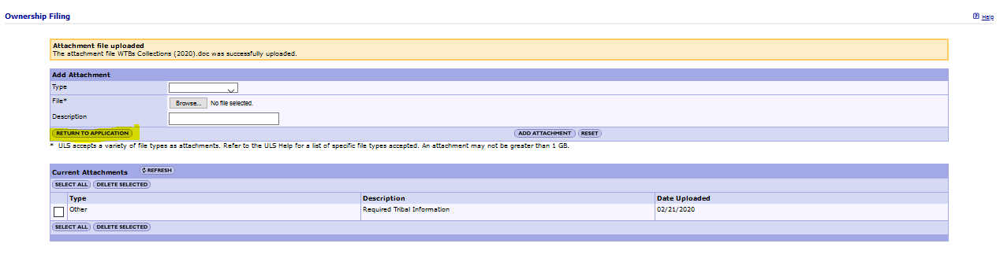 Ownership Filing
Help
Attachment file uploaded
The attachment file WTBs Collections (2020).doc was successfully uploaded.
Add Attachment
Type
File*
Browse... No file selected.
Description
RETURN TO APPLICATION ADD ATTACHMENT RESET
* ULS accepts a variety of file types as attachments. Refer to the ULS Help for a list of specific file types accepted. An attachment may not be greater than 1 GB.
Current Attachments REFRESH
SELECT ALL DELETE SELECTED
Type Description Date Uploaded
Other Required Tribal Information 02/21/2020
SELECT ALL DELETE SELECTED